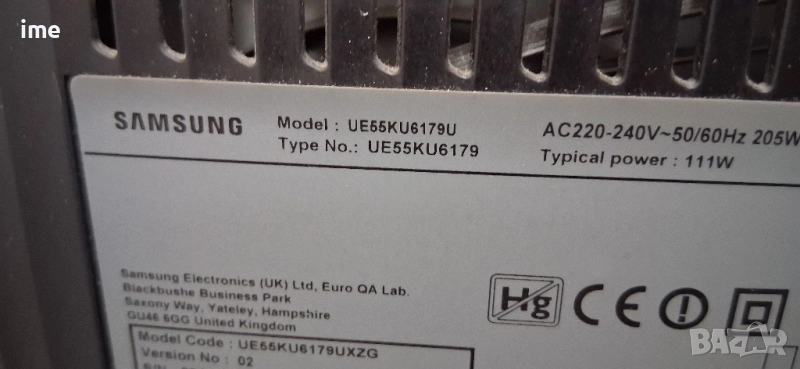 ime
SAMSUNG
Model : UE55KU6179U
Type No.: UE55KU6179
AC220-240V~50/60Hz 205W
Typical power : 111W
Samsung Electronics (UK) Ltd, Euro QA Lab.
Blackbushe Business Park
Saxony Way, Yateley, Hampshire
GU46 6GG United Kingdom
Hg
CE
Model Code : UE55KU6179UXZG
Version No : 02
BAZAR